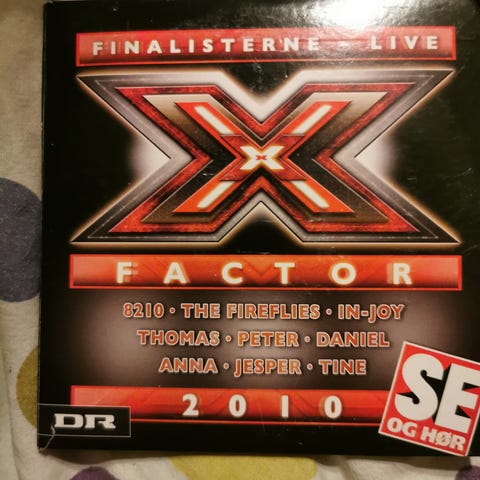 FINALISTERNE - LIVE
X
FACTOR
8210 · THE FIREFLIES · IN-JOY
THOMAS · PETER · DANIEL
ANNA · JESPER · TINE
2010
DR
SE
OG HØR